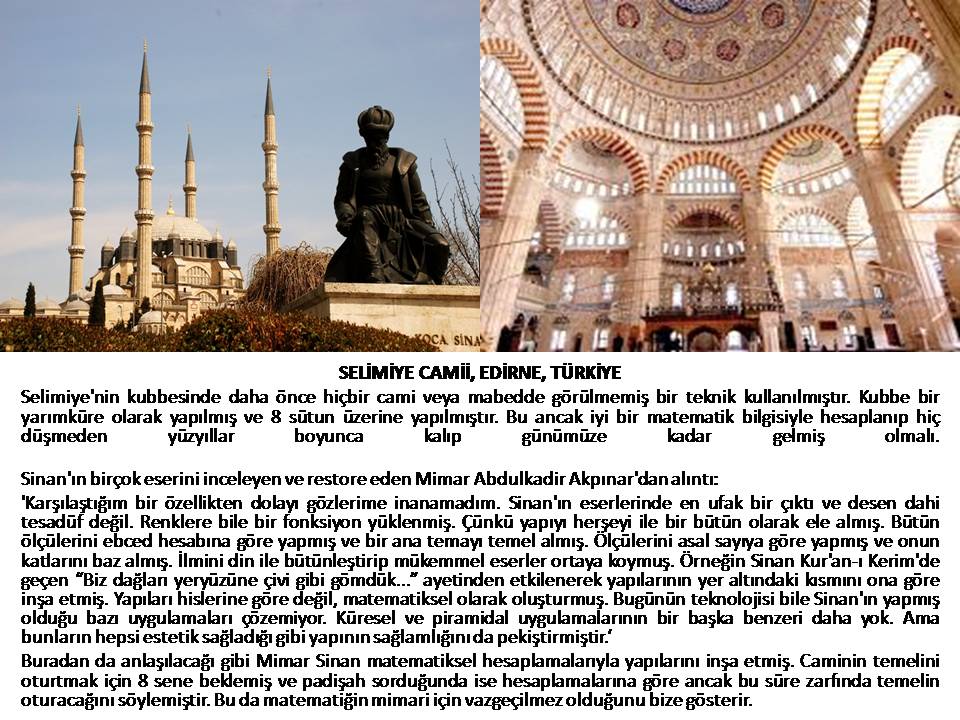 KOCA SİNA
SELİMİYE CAMİİ, EDİRNE, TÜRKİYE
Selimiye'nin kubbesinde daha önce hiçbir cami veya mabedde görülmemiş bir teknik kullanılmıştır. Kubbe bir
yarımküre olarak yapılmış ve 8 sütun üzerine yapılmıştır. Bu ancak iyi bir matematik bilgisiyle hesaplanıp hiç
düşmeden yüzyıllar boyunca kalıp günümüze kadar gelmiş olmalı.
Sinan'ın birçok eserini inceleyen ve restore eden Mimar Abdulkadir Akpınar'dan alıntı:
'Karşılaştığım bir özellikten dolayı gözlerime inanamadım. Sinan'ın eserlerinde en ufak bir çıktı ve desen dahi
tesadüf değil. Renklere bile bir fonksiyon yüklenmiş. Çünkü yapıyı herşeyi ile bir bütün olarak ele almış. Bütün
ölçülerini ebced hesabına göre yapmış ve bir ana temayı temel almış. Ölçülerini asal sayıya göre yapmış ve onun
katlarını baz almış. İlmini din ile bütünleştirip mükemmel eserler ortaya koymuş. Örneğin Sinan Kur'an-ı Kerim'de
geçen “Biz dağları yeryüzüne çivi gibi gömdük...” ayetinden etkilenerek yapılarının yer altındaki kısmını ona göre
inşa etmiş. Yapıları hislerine göre değil, matematiksel olarak oluşturmuş. Bugünün teknolojisi bile Sinan'ın yapmış
olduğu bazı uygulamaları çözemiyor. Küresel ve piramidal uygulamalarının bir başka benzeri daha yok. Ama
bunların hepsi estetik sağladığı gibi yapının sağlamlığını da pekiştirmiştir.‘
Buradan da anlaşılacağı gibi Mimar Sinan matematiksel hesaplamalarıyla yapılarını inşa etmiş. Caminin temelini
oturtmak için 8 sene beklemiş ve padişah sorduğunda ise hesaplamalarına göre ancak bu süre zarfında temelin
oturacağını söylemiştir. Bu da matematiğin mimari için vazgeçilmez olduğunu bize gösterir.